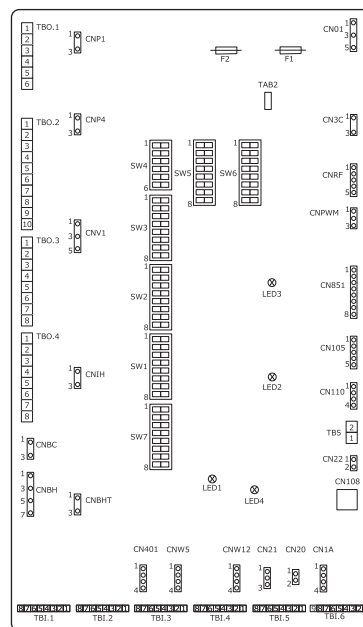 TBO.1
1
2
3
4
5
6
CNP1
1
3
F2
F1
CN01
1
3
5
TAB2
TBO.2
1
2
3
4
5
6
7
8
9
10
CNP4
1
3
CN3C
1
3
SW4
1
6
SW5
1
8
SW6
1
8
CNRF
1
5
SW3
1
8
CNPWM
1
3
CNV1
1
3
5
TBO.3
1
2
3
4
5
6
7
8
SW2
1
8
LED3
CN851
1
8
TBO.4
1
2
3
4
5
6
7
8
SW1
1
8
CN105
1
5
CNIH
1
3
LED2
CN110
1
4
SW7
1
8
TB5
2
1
CNBC
1
3
CN22
1
2
CNBH
1
3
5
7
CNBHT
1
3
LED1
LED4
CN108
CN401
1
4
CNW5
1
4
CNW12
1
4
CN21
1
3
CN20
1
2
CN1A
1
4
8 7 6 5 4 3 2 1
8 7 6 5 4 3 2 1
8 7 6 5 4 3 2 1
8 7 6 5 4 3 2 1
8 7 6 5 4 3 2 1
8 7 6 5 4 3 2 1
TBI.1
TBI.2
TBI.3
TBI.4
TBI.5
TBI.6